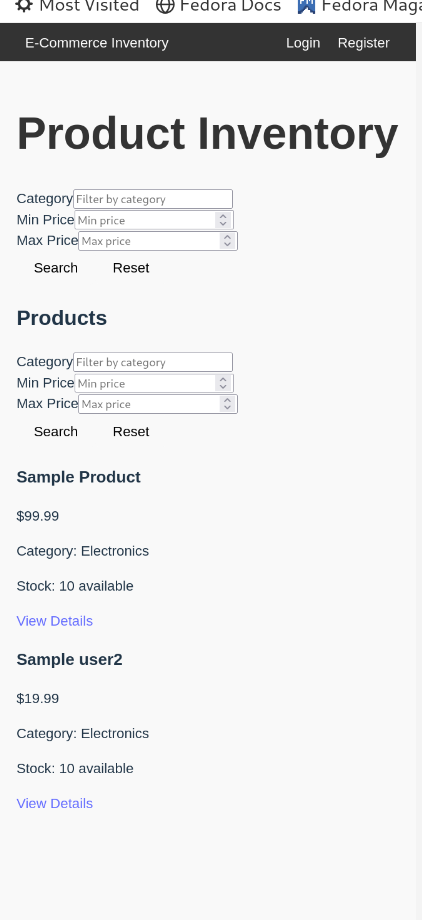 Most Visited Fedora Docs Fedora Maga
E-Commerce Inventory Login Register
Product Inventory
Category Filter by category
Min Price Min price
Max Price Max price
Search Reset
Products
Category Filter by category
Min Price Min price
Max Price Max price
Search Reset
Sample Product
$99.99
Category: Electronics
Stock: 10 available
View Details
Sample user2
$19.99
Category: Electronics
Stock: 10 available
View Details